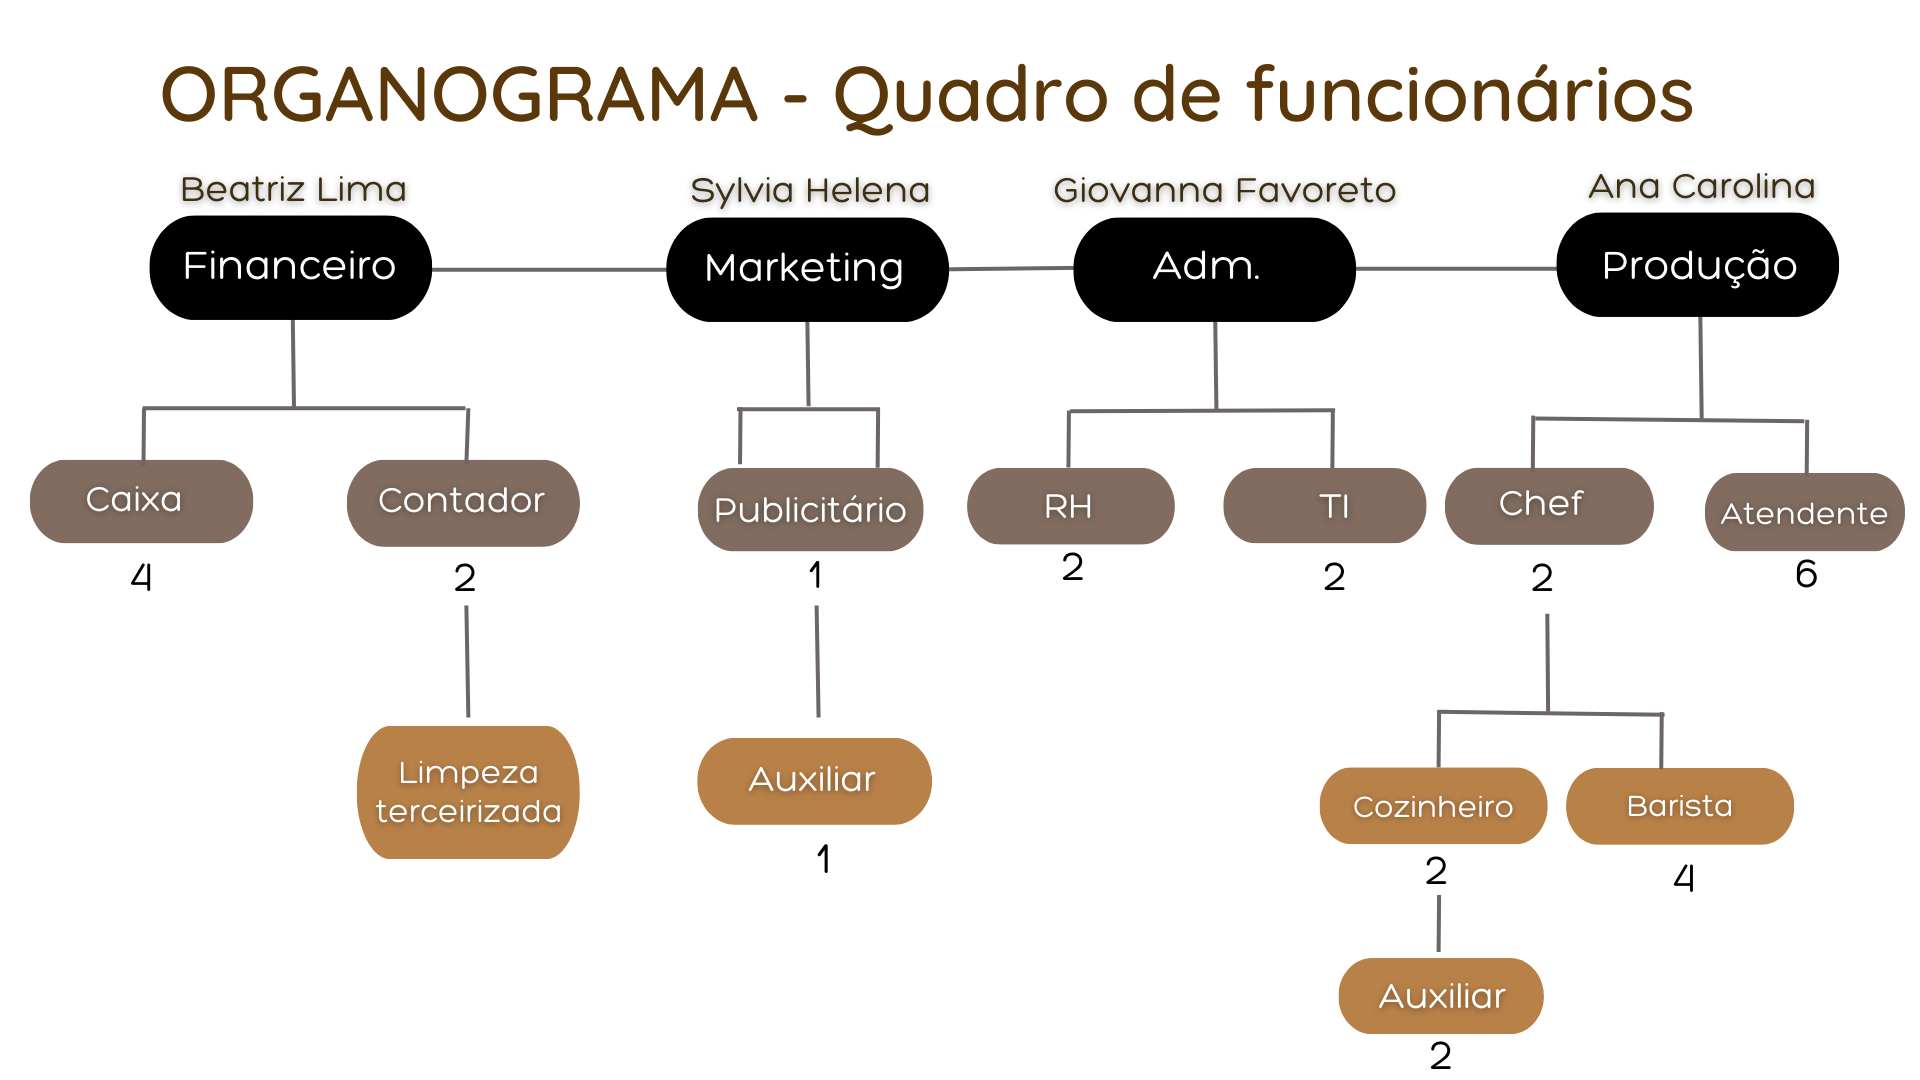 ORGANOGRAMA - Quadro de funcionários
Beatriz Lima
Sylvia Helena
Giovanna Favoreto
Ana Carolina
Financeiro
Marketing
Adm.
Produção
Caixa
Contador
Publicitário
RH
TI
Chef
Atendente
4
2
1
2
2
2
6
Limpeza
terceirizada
Auxiliar
Cozinheiro
Barista
1
2
4
Auxiliar
2